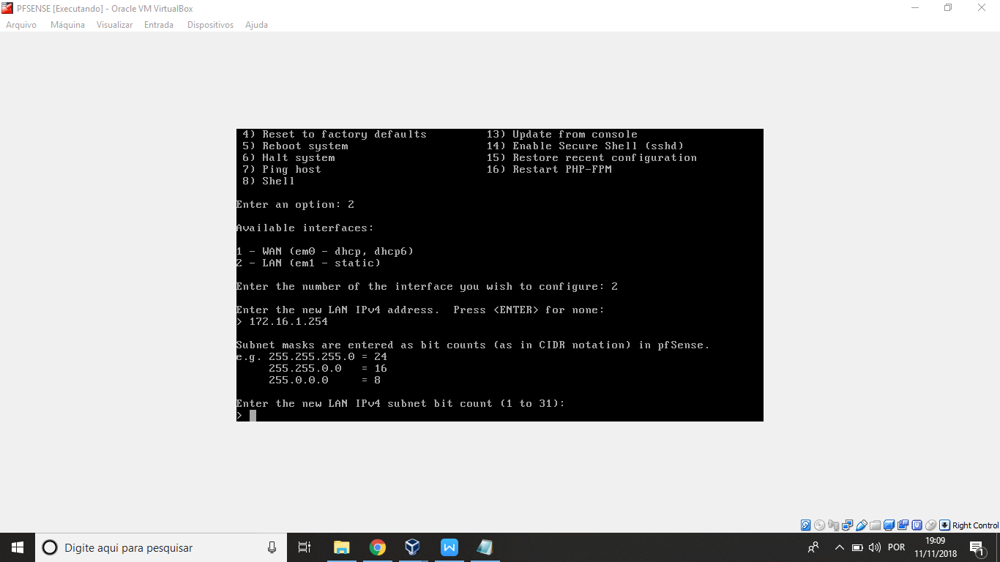 PFSENSE [Executando] - Oracle VM VirtualBox
Arquivo Máquina Visualizar Entrada Dispositivos Ajuda
4) Reset to factory defaults 13) Update from console
5) Reboot system 14) Enable Secure Shell (sshd)
6) Halt system 15) Restore recent configuration
7) Ping host 16) Restart PHP-FPM
8) Shell
Enter an option: 2
Available interfaces:
1 - WAN (em0 - dhcp, dhcp6)
2 - LAN (em1 - static)
Enter the number of the interface you wish to configure: 2
Enter the new LAN IPv4 address. Press <ENTER> for none:
> 172.16.1.254
Subnet masks are entered as bit counts (as in CIDR notation) in pfSense.
e.g. 255.255.255.0 = 24
255.255.0.0 = 16
255.0.0.0 = 8
Enter the new LAN IPv4 subnet bit count (1 to 31):
>
Right Control
Digite aqui para pesquisar
POR
19:09
11/11/2018
1